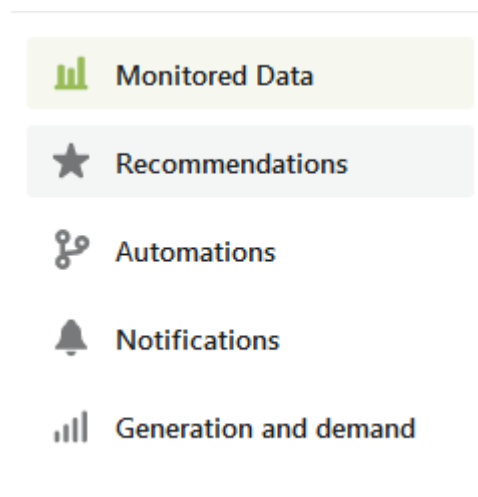 Monitored Data
Recommendations
Automations
Notifications
Generation and demand